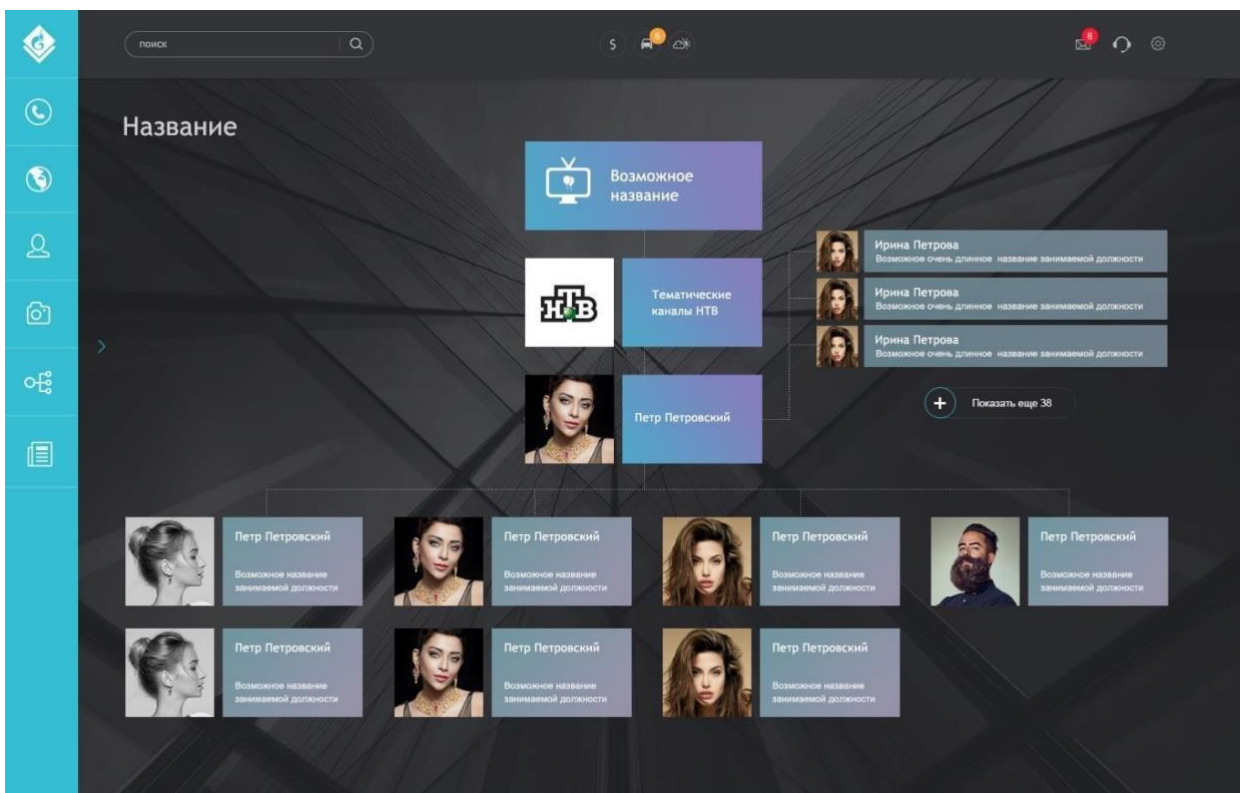 поиск
$
6
8
Название
Возможное
название
НТВ
Тематические
каналы НТВ
Петр Петровский
Ирина Петрова
Возможное очень длинное название занимаемой должности
Ирина Петрова
Возможное очень длинное название занимаемой должности
Ирина Петрова
Возможное очень длинное название занимаемой должности
Показать еще 38
Петр Петровский
Возможное название
занимаемой должности
Петр Петровский
Возможное название
занимаемой должности
Петр Петровский
Возможное название
занимаемой должности
Петр Петровский
Возможное название
занимаемой должности
Петр Петровский
Возможное название
занимаемой должности
Петр Петровский
Возможное название
занимаемой должности
Петр Петровский
Возможное название
занимаемой должности